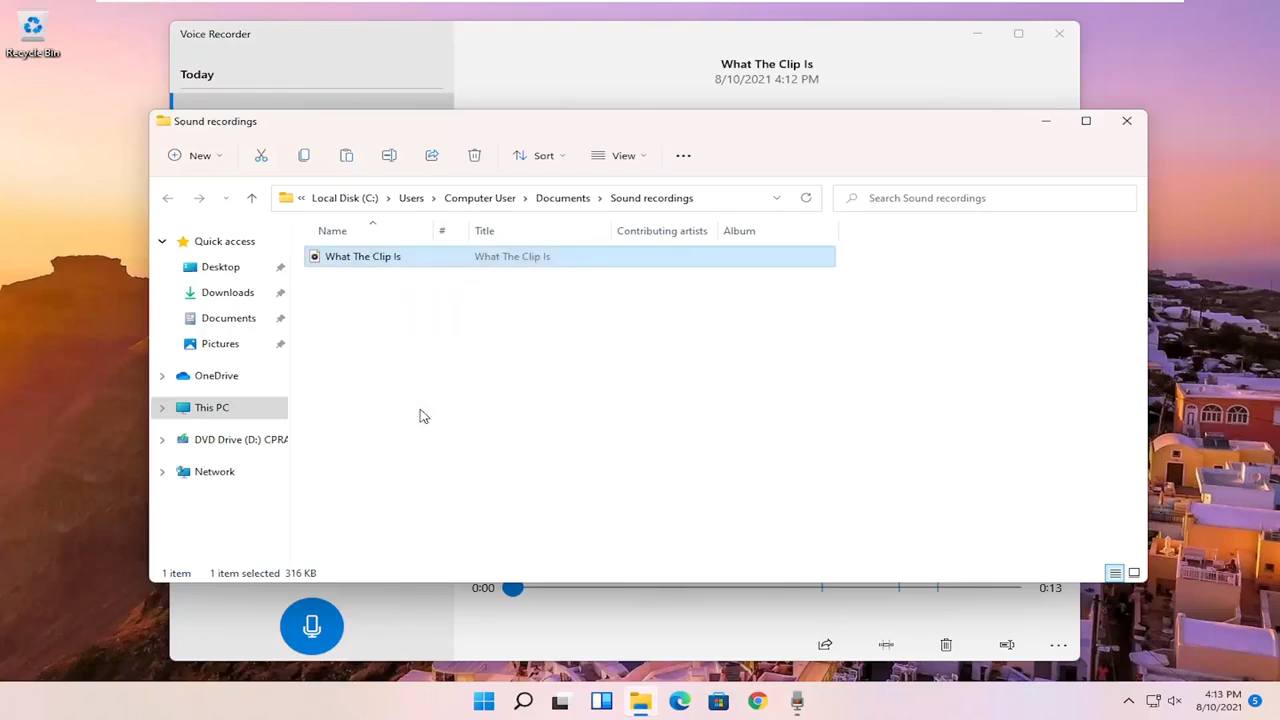 Recycle Bin
Voice Recorder
Today
What The Clip Is
8/10/2021 4:12 PM
Sound recordings
New
Sort
View
Local Disk (C:) Users Computer User Documents Sound recordings
Search Sound recordings
Name # Title Contributing artists Album
What The Clip Is What The Clip Is
Quick access
Desktop
Downloads
Documents
Pictures
OneDrive
This PC
DVD Drive (D:) CPRA
Network
1 item 1 item selected 316 KB
0:00 0:13
4:13 PM
8/10/2021
5